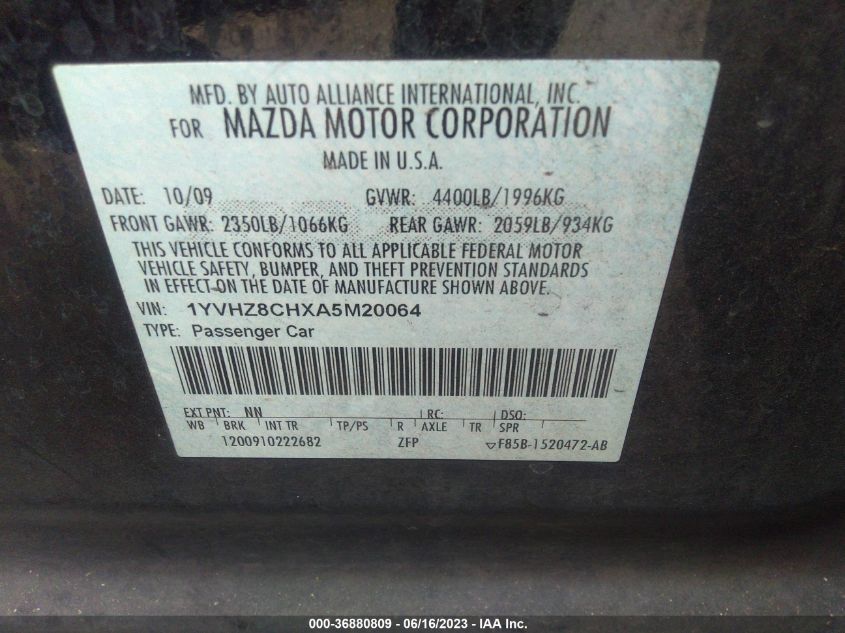 MFD. BY AUTO ALLIANCE INTERNATIONAL, INC.
FOR MAZDA MOTOR CORPORATION
MADE IN U.S.A.
DATE: 10/09 GVWR: 4400LB/1996KG
FRONT GAWR: 2350LB/1066KG REAR GAWR: 2059LB/934KG
THIS VEHICLE CONFORMS TO ALL APPLICABLE FEDERAL MOTOR
VEHICLE SAFETY, BUMPER, AND THEFT PREVENTION STANDARDS
IN EFFECT ON THE DATE OF MANUFACTURE SHOWN ABOVE.
VIN: 1YVHZ8CHXA5M20064
TYPE: Passenger Car
EXT PNT: NN RC: DSO:
WB BRK INT TR TP/PS R AXLE TR SPR
1200910222682 ZFP ▽F85B-1520472-AB
000-36880809 - 06/16/2023 - IAA Inc.